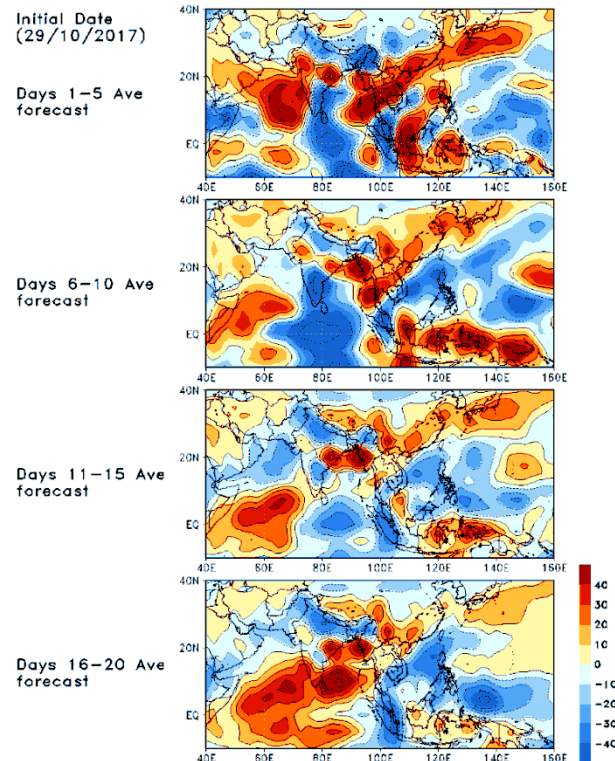 Initial Date
(29/10/2017)
40N
20N
EQ
40E 60E 80E 100E 120E 140E 160E
Days 1-5 Ave
forecast
40N
20N
EQ
40E 60E 80E 100E 120E 140E 160E
Days 6-10 Ave
forecast
40N
20N
EQ
40E 60E 80E 100E 120E 140E 160E
Days 11-15 Ave
forecast
40N
20N
EQ
40E 60E 80E 100E 120E 140E 160E
Days 16-20 Ave
forecast
40
30
20
10
0
-10
-20
-30
-40